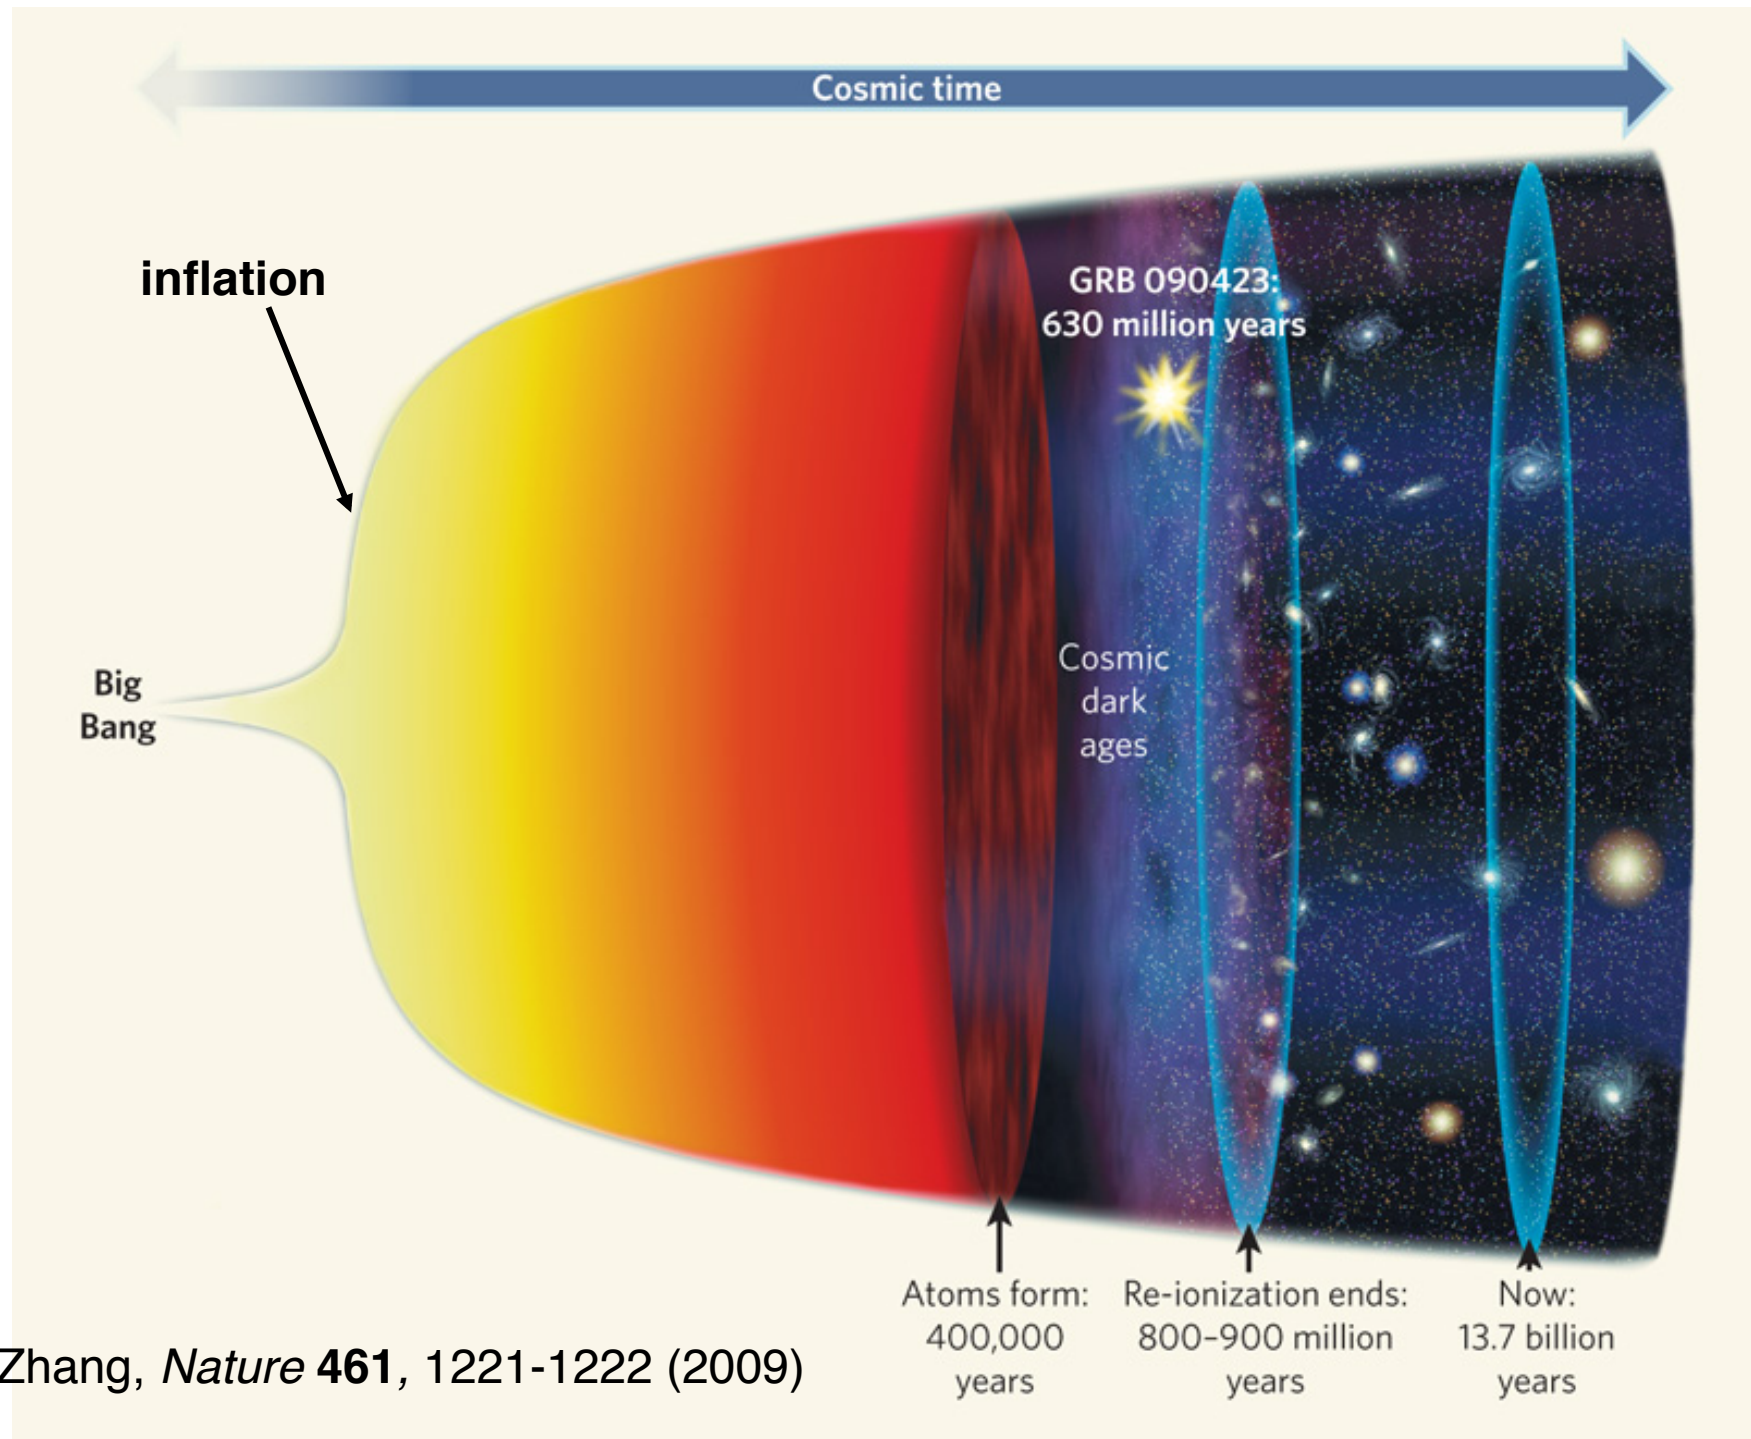 Cosmic time
inflation
GRB 090423:
630 million years
Big
Bang
Cosmic
dark
ages
Atoms form:
400,000
years
Re-ionization ends:
800–900 million
years
Now:
13.7 billion
years
Zhang, Nature 461, 1221-1222 (2009)